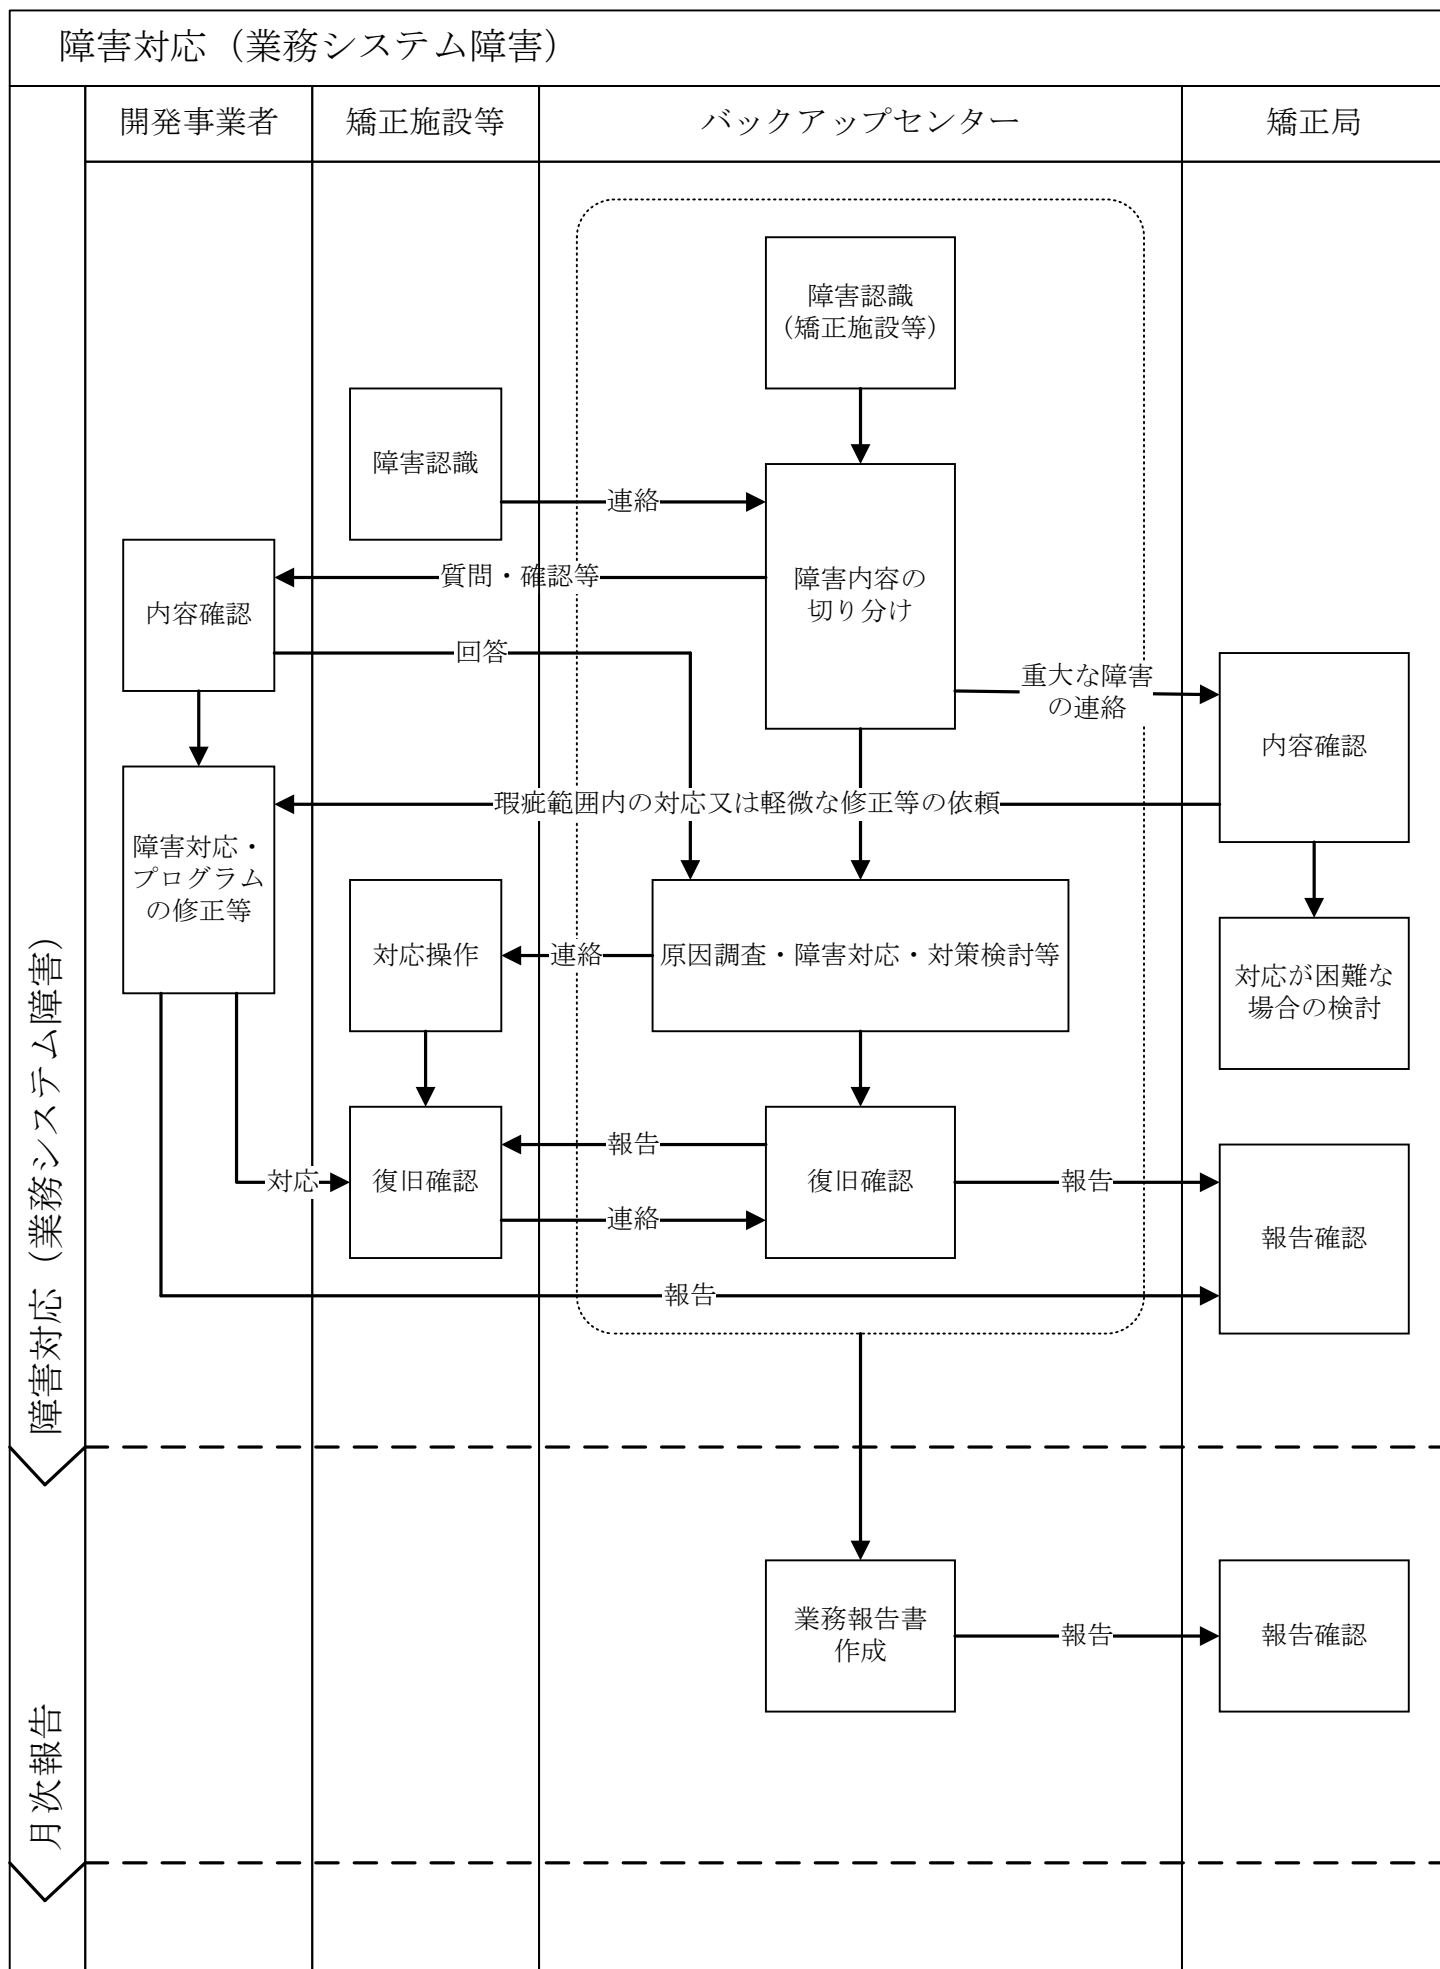 障害対応（業務システム障害）
開発事業者
矯正施設等
バックアップセンター
矯正局
障害認識
（矯正施設等）
障害認識
連絡
質問・確認等
障害内容の
切り分け
内容確認
回答
重大な障害
の連絡
内容確認
瑕疵範囲内の対応又は軽微な修正等の依頼
障害対応・
プログラム
の修正等
対応操作
連絡
原因調査・障害対応・対策検討等
対応が困難な
場合の検討
報告
対応
復旧確認
復旧確認
報告
連絡
報告確認
報告
障害対応（業務システム障害）
業務報告書
作成
報告
報告確認
月次報告